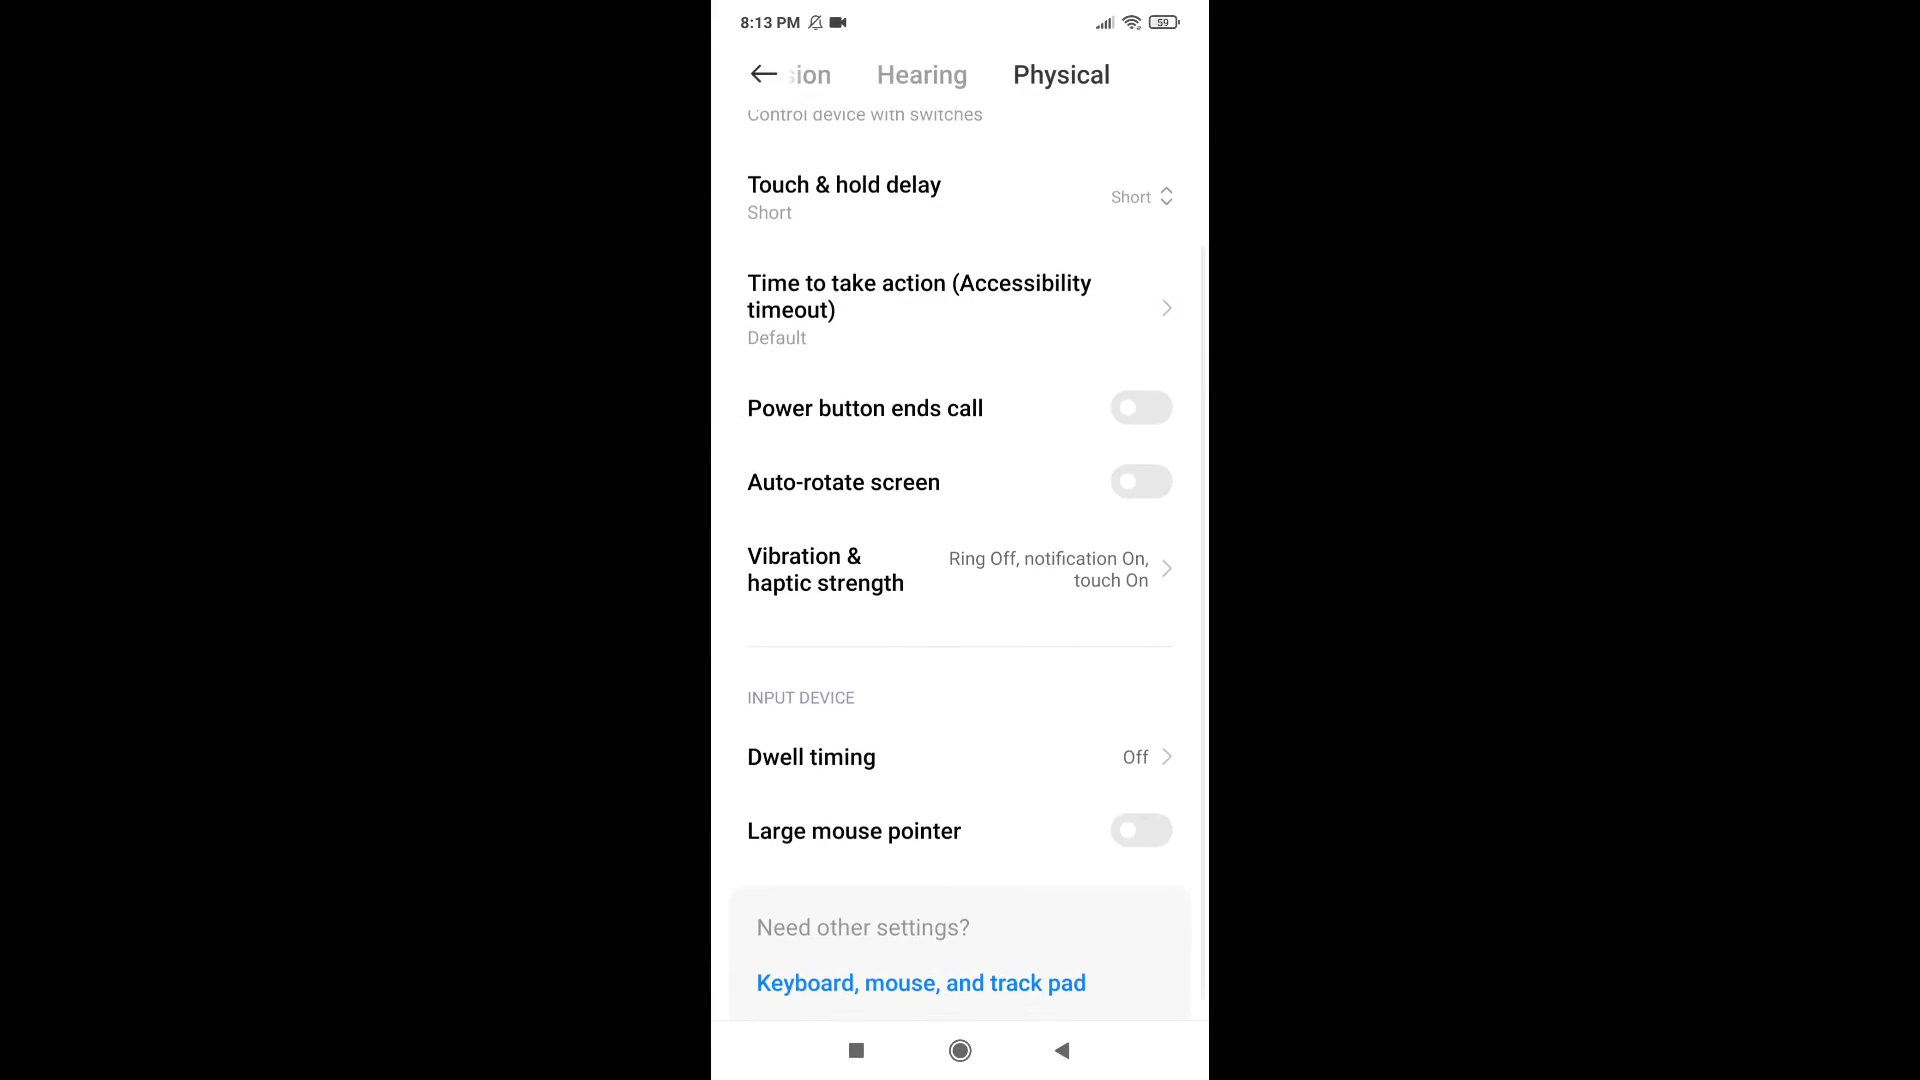 8:13 PM 59
sion Hearing Physical
Control device with switches
Touch & hold delay
Short
Short
Time to take action (Accessibility
timeout)
Default
Power button ends call
Auto-rotate screen
Vibration &
haptic strength
Ring Off, notification On,
touch On
INPUT DEVICE
Dwell timing
Off
Large mouse pointer
Need other settings?
Keyboard, mouse, and track pad